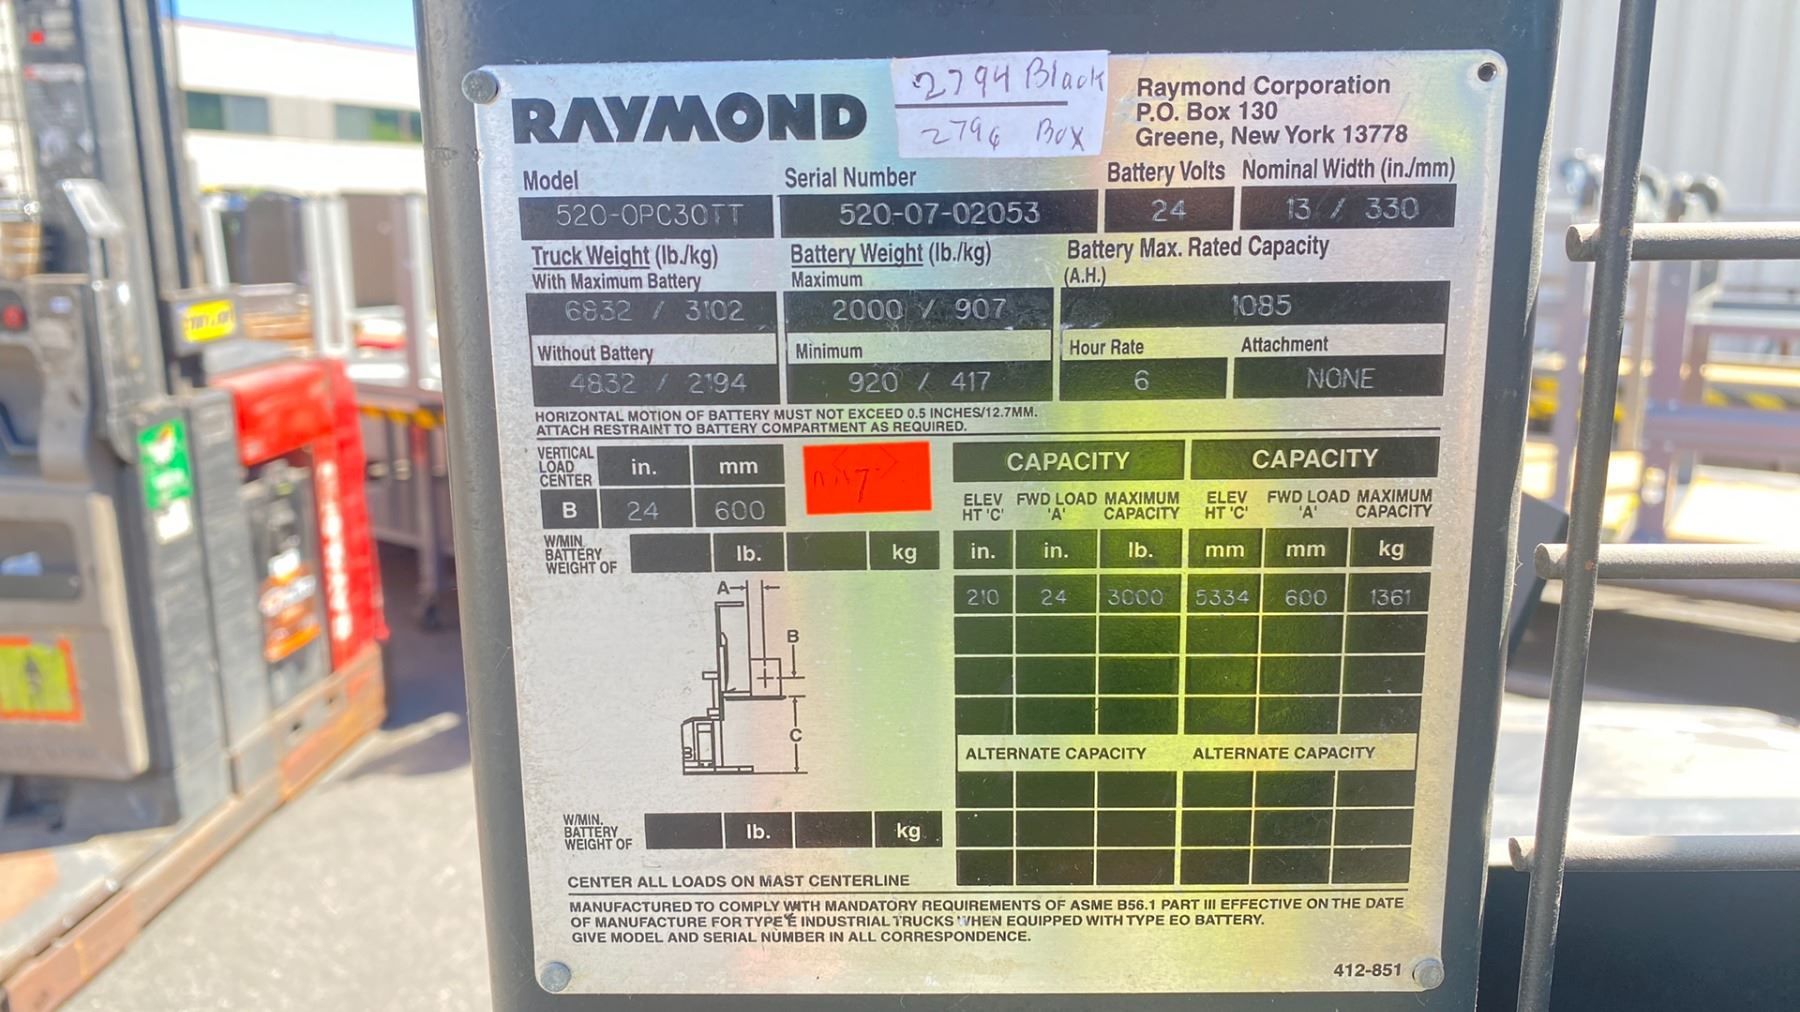 RAYMOND
2794 Black
2796 Box
Raymond Corporation
P.O. Box 130
Greene, New York 13778
Model
Serial Number
Battery Volts
Nominal Width (in./mm)
520-OPC30TT
520-07-02053
24
13 / 330
Truck Weight (lb./kg)
With Maximum Battery
Battery Weight (lb./kg)
Maximum
Battery Max. Rated Capacity
(A.H.)
6832 / 3102
2000 / 907
1085
Without Battery
Minimum
Hour Rate
Attachment
4832 / 2194
920 / 417
6
NONE
HORIZONTAL MOTION OF BATTERY MUST NOT EXCEED 0.5 INCHES/12.7MM.
ATTACH RESTRAINT TO BATTERY COMPARTMENT AS REQUIRED.
VERTICAL
LOAD
CENTER
in.
mm
B
24
600
W/MIN.
BATTERY
WEIGHT OF
lb.
kg
CAPACITY
CAPACITY
ELEV HT 'C'
FWD LOAD 'A'
MAXIMUM CAPACITY
ELEV HT 'C'
FWD LOAD 'A'
MAXIMUM CAPACITY
in.
in.
lb.
mm
mm
kg
210
24
3000
5334
600
1361
A
B
C
B
ALTERNATE CAPACITY
ALTERNATE CAPACITY
W/MIN.
BATTERY
WEIGHT OF
lb.
kg
CENTER ALL LOADS ON MAST CENTERLINE
MANUFACTURED TO COMPLY WITH MANDATORY REQUIREMENTS OF ASME B56.1 PART III EFFECTIVE ON THE DATE
OF MANUFACTURE FOR TYPE E INDUSTRIAL TRUCKS WHEN EQUIPPED WITH TYPE EO BATTERY.
GIVE MODEL AND SERIAL NUMBER IN ALL CORRESPONDENCE.
412-851